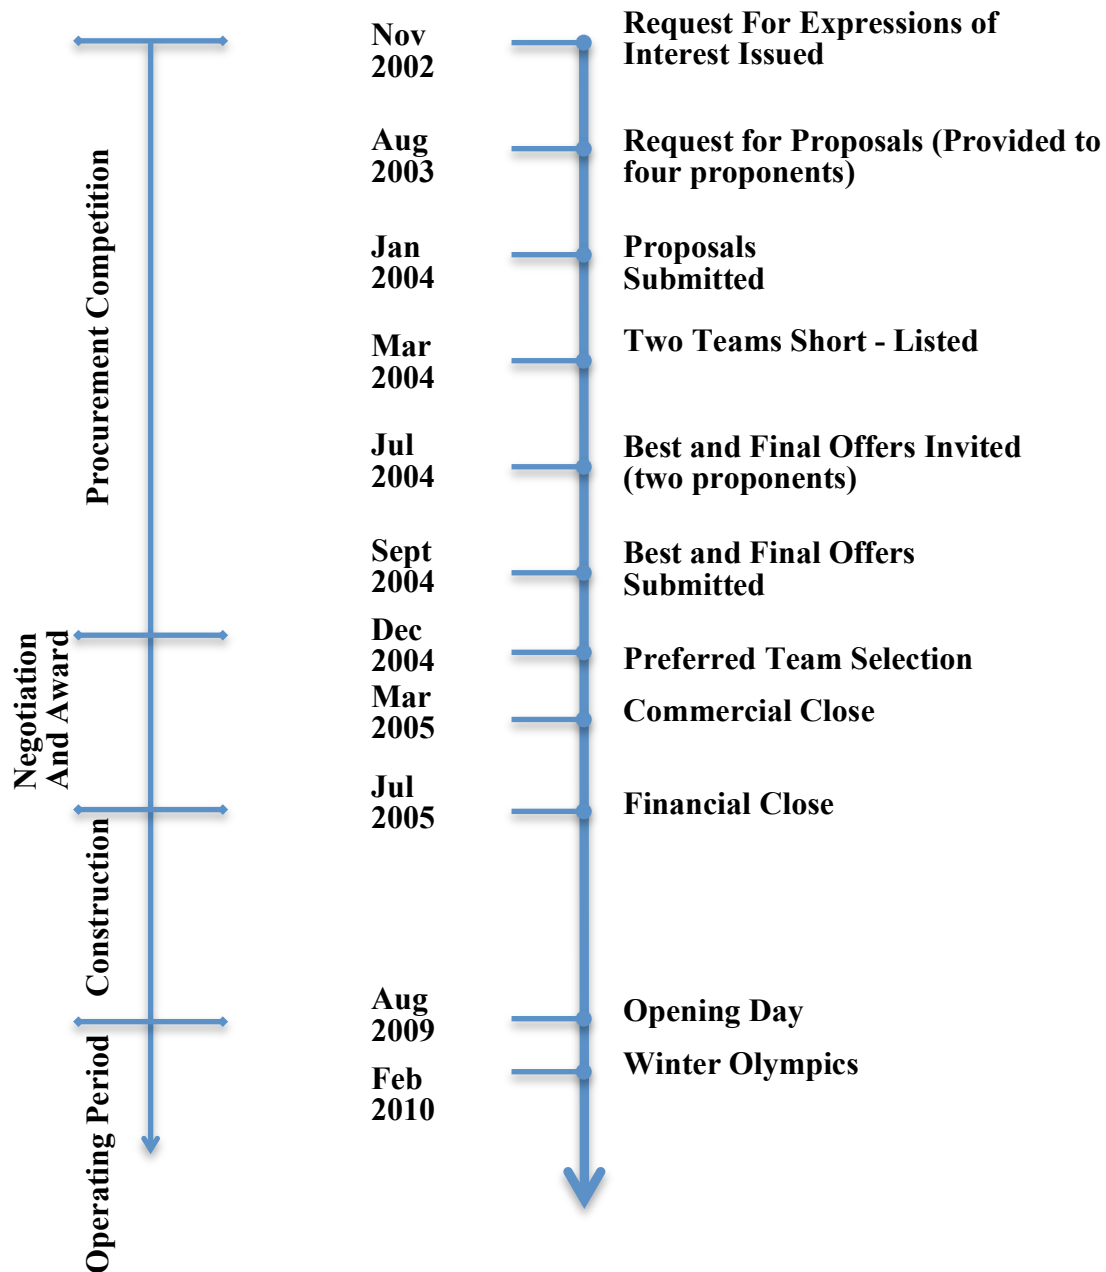 Nov
2002
Request For Expressions of
Interest Issued
Aug
2003
Request for Proposals (Provided to
four proponents)
Jan
2004
Proposals
Submitted
Mar
2004
Two Teams Short - Listed
Jul
2004
Best and Final Offers Invited
(two proponents)
Sept
2004
Best and Final Offers
Submitted
Dec
2004
Preferred Team Selection
Mar
2005
Commercial Close
Jul
2005
Financial Close
Aug
2009
Opening Day
Feb
2010
Winter Olympics
Procurement Competition
Negotiation
And Award
Construction
Operating Period